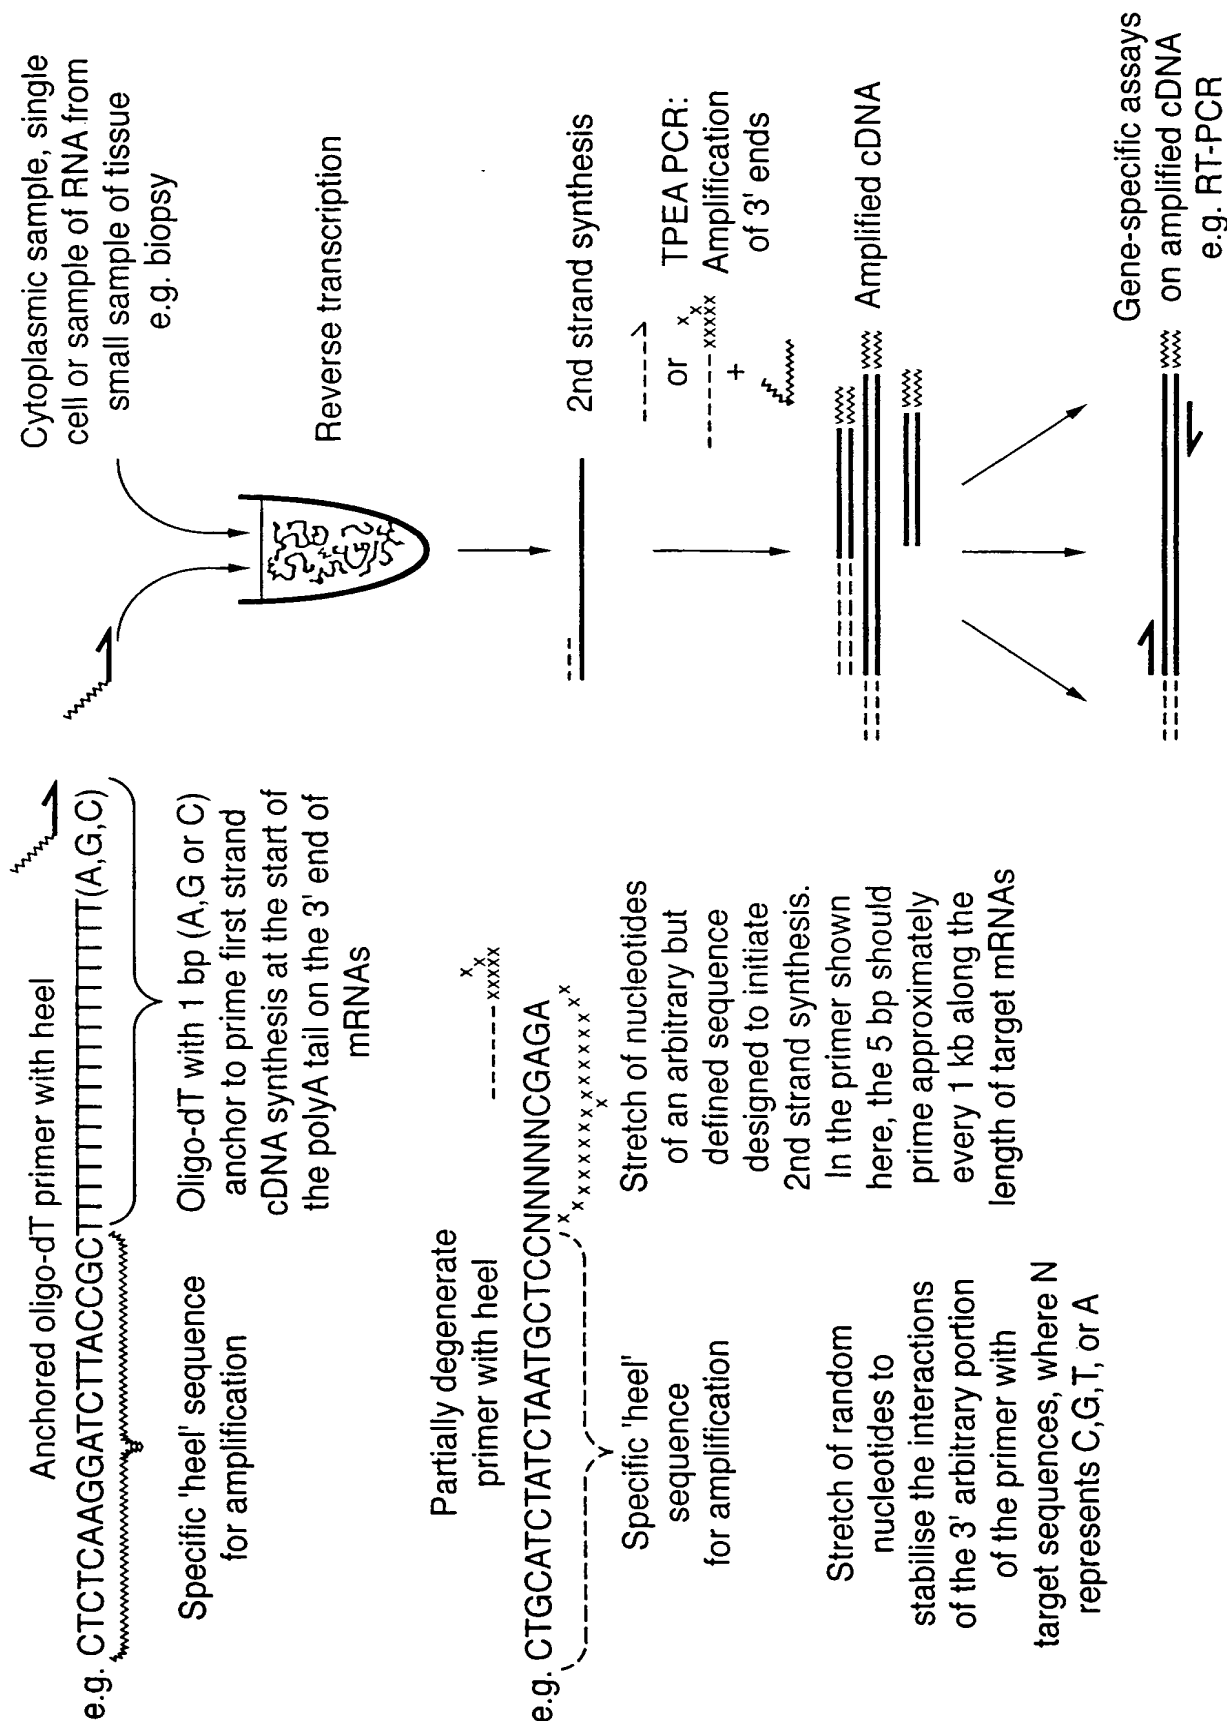 Anchored oligo-dT primer with heel
e.g. CTCTCAAGGATCTTACCGCTTTTTTTTTTTTTTTTTTT(A,G,C)
Specific 'heel' sequence
for amplification
Oligo-dT with 1 bp (A,G or C)
anchor to prime first strand
cDNA synthesis at the start of
the polyA tail on the 3' end of
mRNAs
Partially degenerate
primer with heel
e.g. CTGCATCTATCTAATGCTCCNNNNNCGAGA
Specific 'heel'
sequence
for amplification
Stretch of nucleotides
of an arbitrary but
defined sequence
designed to initiate
2nd strand synthesis.
In the primer shown
here, the 5 bp should
prime approximately
every 1 kb along the
length of target mRNAs
Stretch of random
nucleotides to
stabilise the interactions
of the 3' arbitrary portion
of the primer with
target sequences, where N
represents C,G,T, or A
Cytoplasmic sample, single
cell or sample of RNA from
small sample of tissue
e.g. biopsy
Reverse transcription
2nd strand synthesis
or
+
TPEA PCR:
Amplification
of 3' ends
Amplified cDNA
Gene-specific assays
on amplified cDNA
e.g. RT-PCR